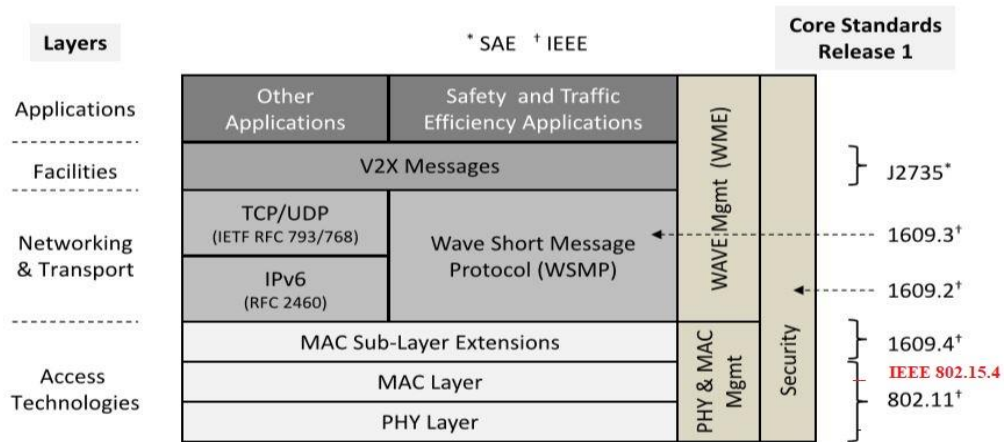 Layers
* SAE † IEEE
Core Standards
Release 1
Applications
Other
Applications
Safety and Traffic
Efficiency Applications
Facilities
V2X Messages
J2735*
Networking
& Transport
TCP/UDP
(IETF RFC 793/768)
IPv6
(RFC 2460)
Wave Short Message
Protocol (WSMP)
1609.3†
1609.2†
Access
Technologies
MAC Sub-Layer Extensions
MAC Layer
PHY Layer
WAVE Mgmt (WME)
PHY & MAC
Mgmt
Security
1609.4†
IEEE 802.15.4
802.11†